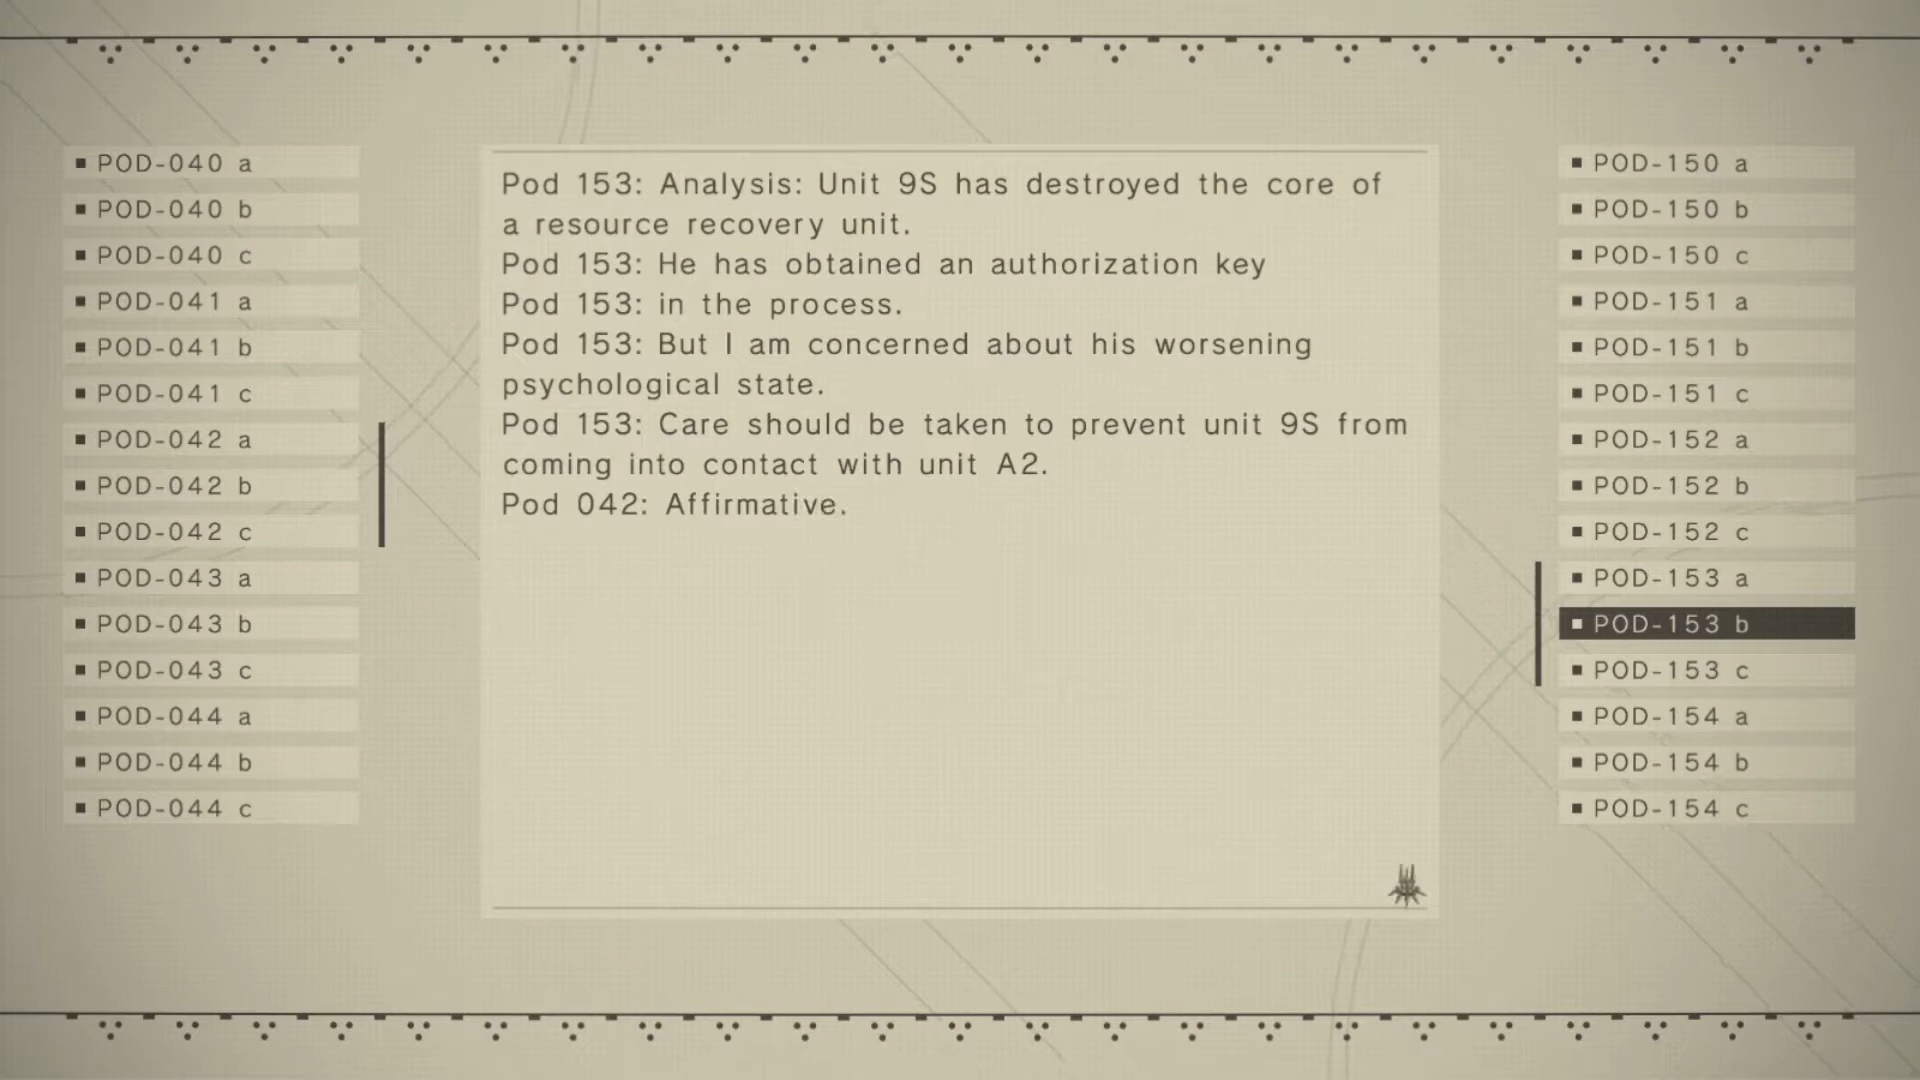 POD-040 a
POD-040 b
POD-040 c
POD-041 a
POD-041 b
POD-041 c
POD-042 a
POD-042 b
POD-042 c
POD-043 a
POD-043 b
POD-043 c
POD-044 a
POD-044 b
POD-044 c
Pod 153: Analysis: Unit 9S has destroyed the core of
a resource recovery unit.
Pod 153: He has obtained an authorization key
Pod 153: in the process.
Pod 153: But I am concerned about his worsening
psychological state.
Pod 153: Care should be taken to prevent unit 9S from
coming into contact with unit A2.
Pod 042: Affirmative.
POD-150 a
POD-150 b
POD-150 c
POD-151 a
POD-151 b
POD-151 c
POD-152 a
POD-152 b
POD-152 c
POD-153 a
POD-153 b
POD-153 c
POD-154 a
POD-154 b
POD-154 c